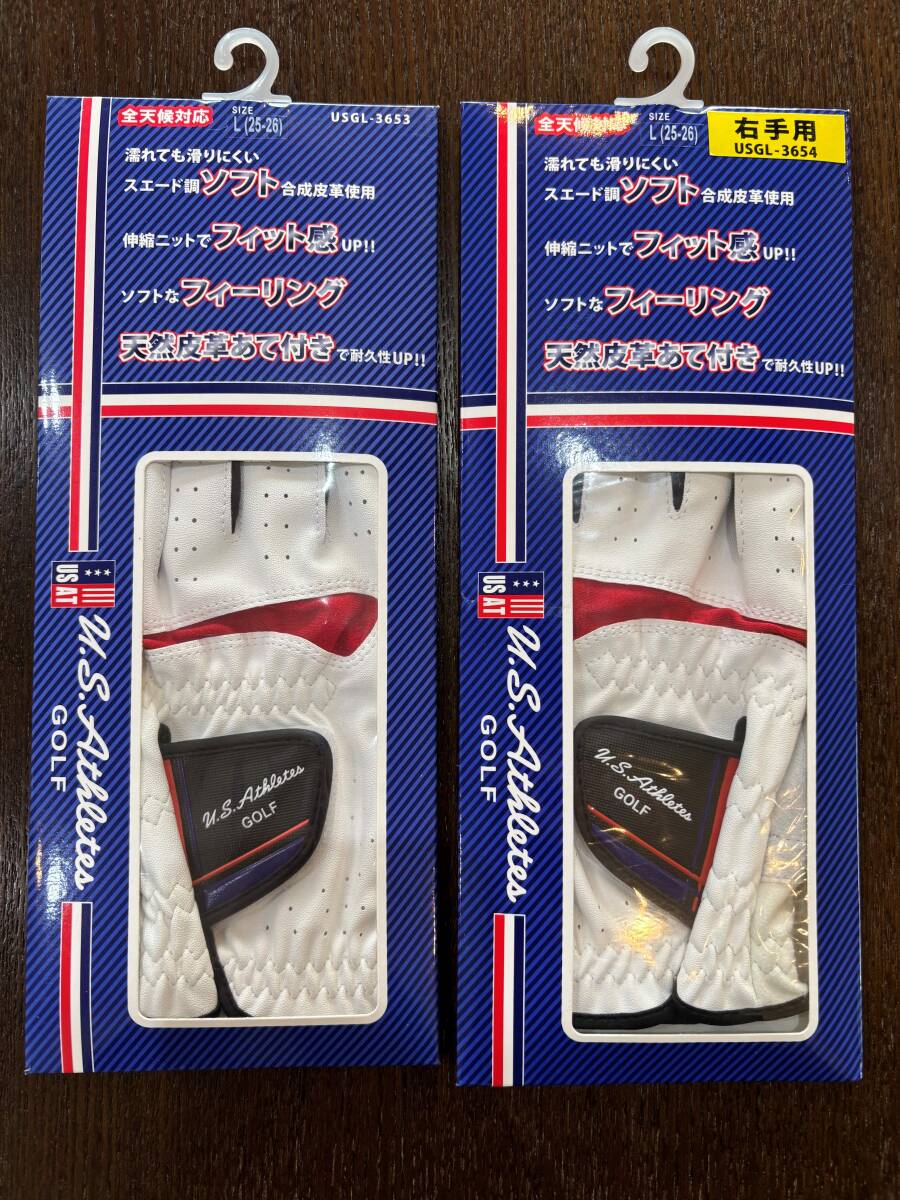 全天候対応
SIZE
L (25-26)
USGL-3653
濡れても滑りにくい
スエード調ソフト合成皮革使用
伸縮ニットでフィット感UP!!
ソフトなフィーリング
天然皮革あて付きで耐久性UP!!
US AT
U.S.Athletes
GOLF
U.S.Athletes
GOLF
全天候対応
SIZE
L (25-26)
右手用
USGL-3654
濡れても滑りにくい
スエード調ソフト合成皮革使用
伸縮ニットでフィット感UP!!
ソフトなフィーリング
天然皮革あて付きで耐久性UP!!
US AT
U.S.Athletes
GOLF
U.S.Athletes
GOLF